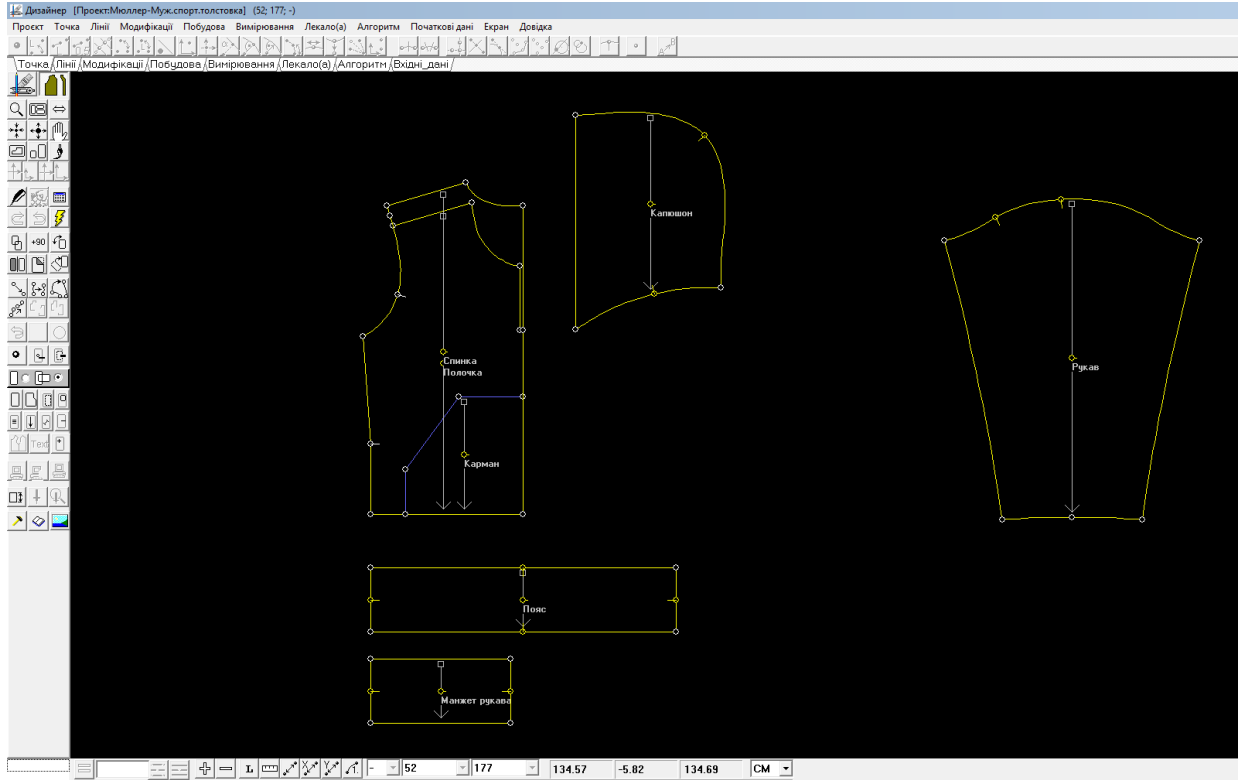 Дизайнер [Проект:Мюллер-Муж.спорт.толстовка] (52; 177; -)
Проєкт Точка Лінії Модифікації Побудова Вимірювання Лекало(а) Алгоритм Початкові дані Екран Довідка
Точка Лінії Модифікації Побудова Вимірювання Лекало(а) Алгоритм Вхідні_дані
Капюшон
+90
Спинка
Рукав
Полочка
Text
Карман
Пояс
Манжет рукава
L - 52 177 134.57 -5.82 134.69 СМ